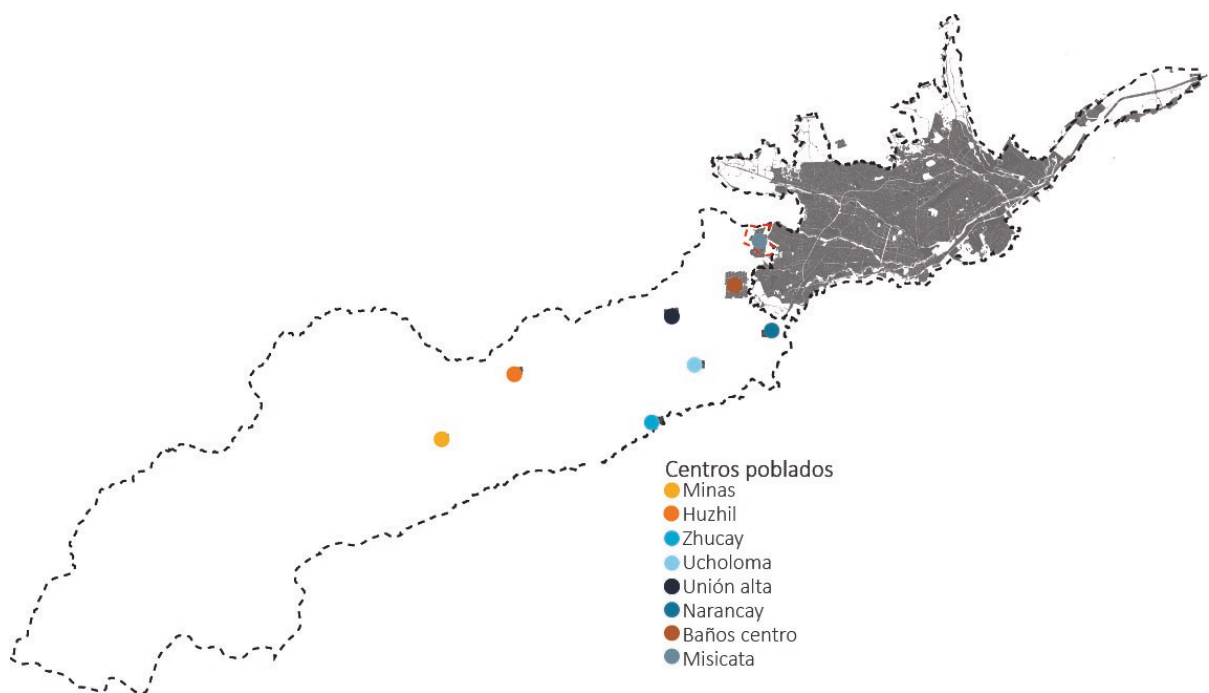 Centros poblados
Minas
Huzhil
Zhucay
Ucholoma
Unión alta
Narancay
Baños centro
Misicata